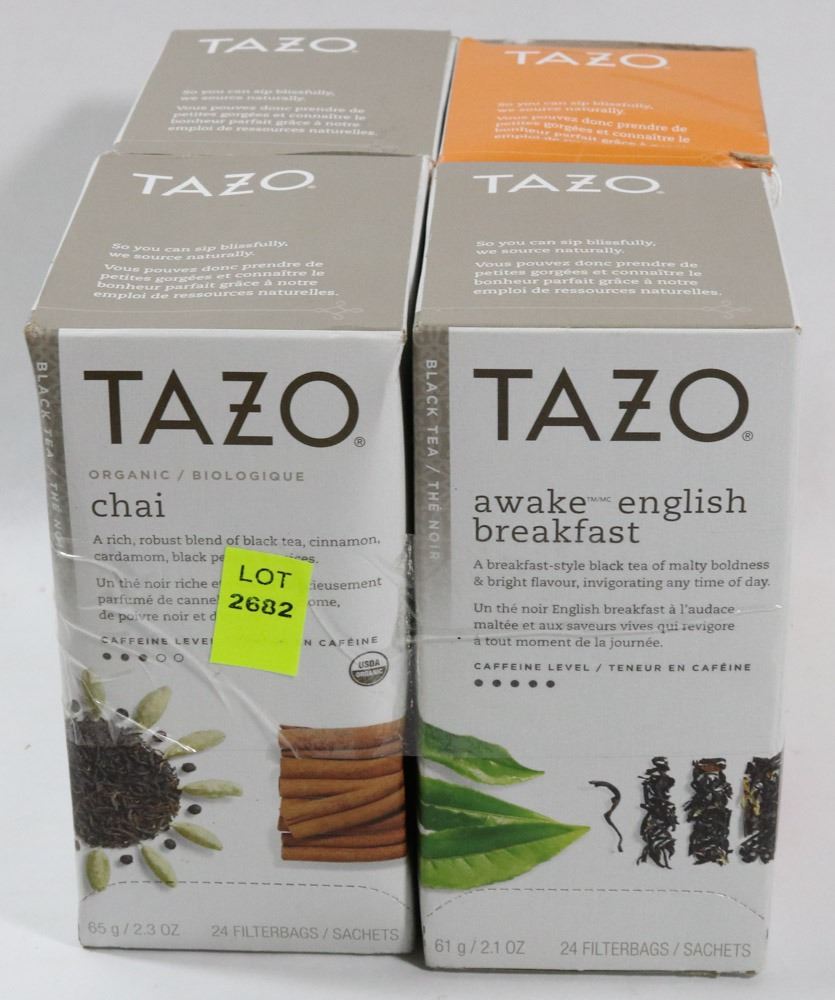 TAZO
So you can sip blissfully,
we source naturally.
Vous pouvez donc prendre de
petites gorgées et connaître le
bonheur parfait grâce à notre
emploi de ressources naturelles.
TAZO
So you can sip blissfully,
we source naturally.
Vous pouvez donc prendre de
petites gorgées et connaître le
bonheur parfait grâce à notre
TAZO
So you can sip blissfully,
we source naturally.
Vous pouvez donc prendre de
petites gorgées et connaître le
bonheur parfait grâce à notre
emploi de ressources naturelles.
TAZO
So you can sip blissfully,
we source naturally.
Vous pouvez donc prendre de
petites gorgées et connaître le
bonheur parfait grâce à notre
emploi de ressources naturelles.
BLACK TEA / THÉ
TAZO®
ORGANIC / BIOLOGIQUE
chai
A rich, robust blend of black tea, cinnamon,
cardamom, black
Un thé noir riche
parfumé de
de poivre noir et
CAFFEINE EN CAFÉINE
LOT
2682
USDA
ORGANIC
65 g / 2.3 OZ 24 FILTERBAGS / SACHETS
BLACK TEA / THÉ NOIR
TAZO®
awake™/MC english
breakfast
A breakfast-style black tea of malty boldness
& bright flavour, invigorating any time of day.
Un thé noir English breakfast à l'audace
maltée et aux saveurs vives qui revigore
à tout moment de la journée.
CAFFEINE LEVEL / TENEUR EN CAFÉINE
61 g / 2.1 OZ 24 FILTERBAGS / SACHETS